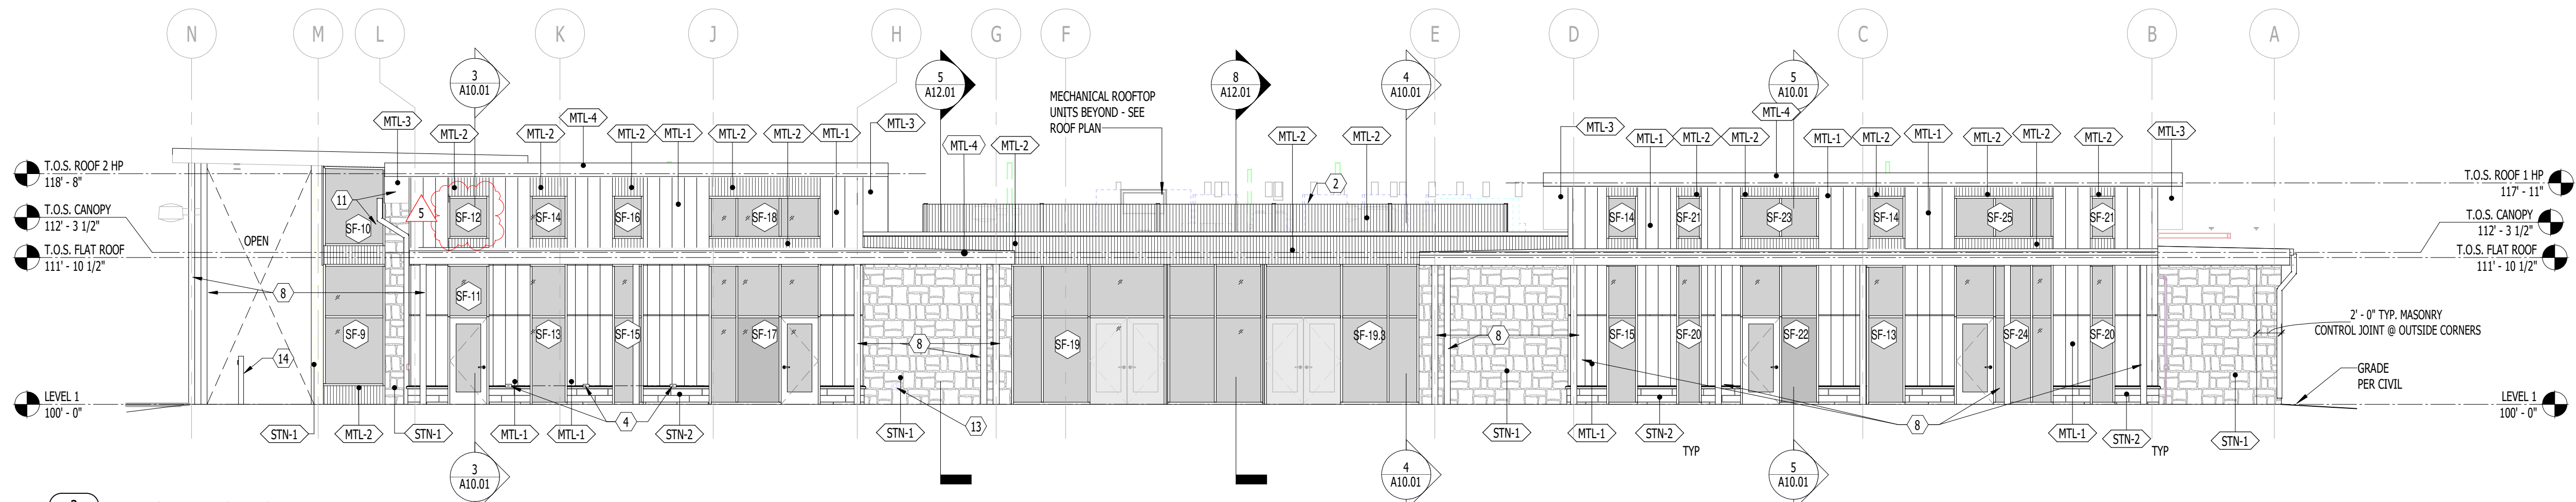 N
M
L
K
J
H
G
F
E
D
C
B
A
3
A10.01
5
A12.01
8
A12.01
4
A10.01
5
A10.01
MECHANICAL ROOFTOP
UNITS BEYOND - SEE
ROOF PLAN
MTL-3
MTL-2
MTL-4
MTL-2
MTL-2
MTL-1
MTL-2
MTL-2
MTL-1
MTL-3
MTL-4
MTL-2
MTL-2
MTL-2
MTL-3
MTL-1
MTL-2
MTL-2
MTL-4
MTL-1
MTL-2
MTL-1
MTL-2
MTL-2
MTL-2
MTL-3
T.O.S. ROOF 2 HP
118' - 8"
T.O.S. CANOPY
112' - 3 1/2"
T.O.S. FLAT ROOF
111' - 10 1/2"
LEVEL 1
100' - 0"
T.O.S. ROOF 1 HP
117' - 11"
T.O.S. CANOPY
112' - 3 1/2"
T.O.S. FLAT ROOF
111' - 10 1/2"
LEVEL 1
100' - 0"
OPEN
11
5
2
SF-10
SF-12
SF-14
SF-16
SF-18
SF-14
SF-21
SF-23
SF-14
SF-25
SF-21
8
SF-11
SF-9
SF-13
SF-15
SF-17
8
SF-19
SF-19.B
8
SF-15
SF-20
SF-22
SF-13
SF-24
SF-20
14
2' - 0" TYP. MASONRY
CONTROL JOINT @ OUTSIDE CORNERS
GRADE
PER CIVIL
STN-1
MTL-2
STN-1
MTL-1
MTL-1
4
STN-2
STN-1
13
STN-1
MTL-1
STN-2
TYP
8
MTL-1
STN-2
TYP
STN-1
3
A10.01
4
A10.01
5
A10.01